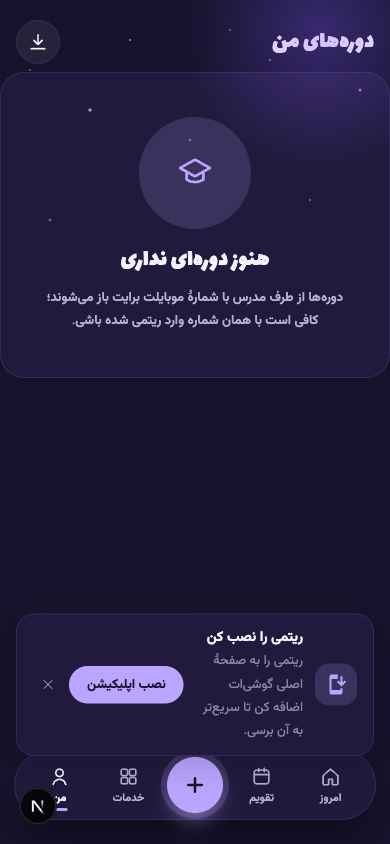 دوره‌های من
هنوز دوره‌ای نداری
دوره‌ها از طرف مدرس با شمارهٔ موبایلت برایت باز می‌شوند؛
کافی است با همان شماره وارد ریتمی شده باشی.
ریتمی را نصب کن
ریتمی را به صفحهٔ
اصلی گوشی‌ات
اضافه کن تا سریع‌تر
به آن برسی.
نصب اپلیکیشن
امروز
تقویم
خدمات
من
N